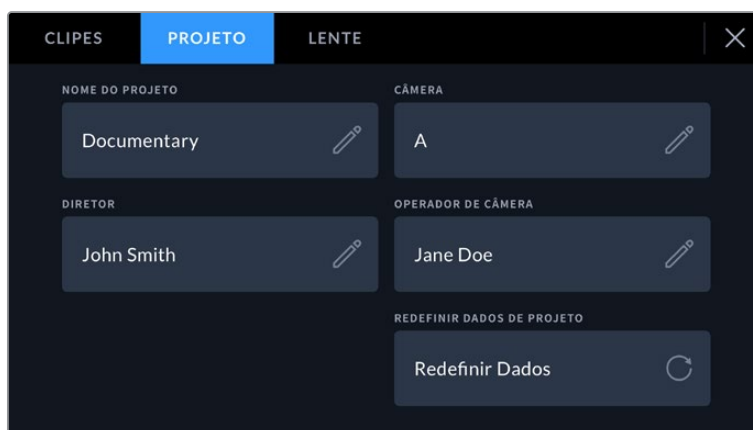 CLIPES PROJETO LENTE
NOME DO PROJETO CÂMERA
Documentary A
DIRETOR OPERADOR DE CÂMERA
John Smith Jane Doe
REDEFINIR DADOS DE PROJETO
Redefinir Dados